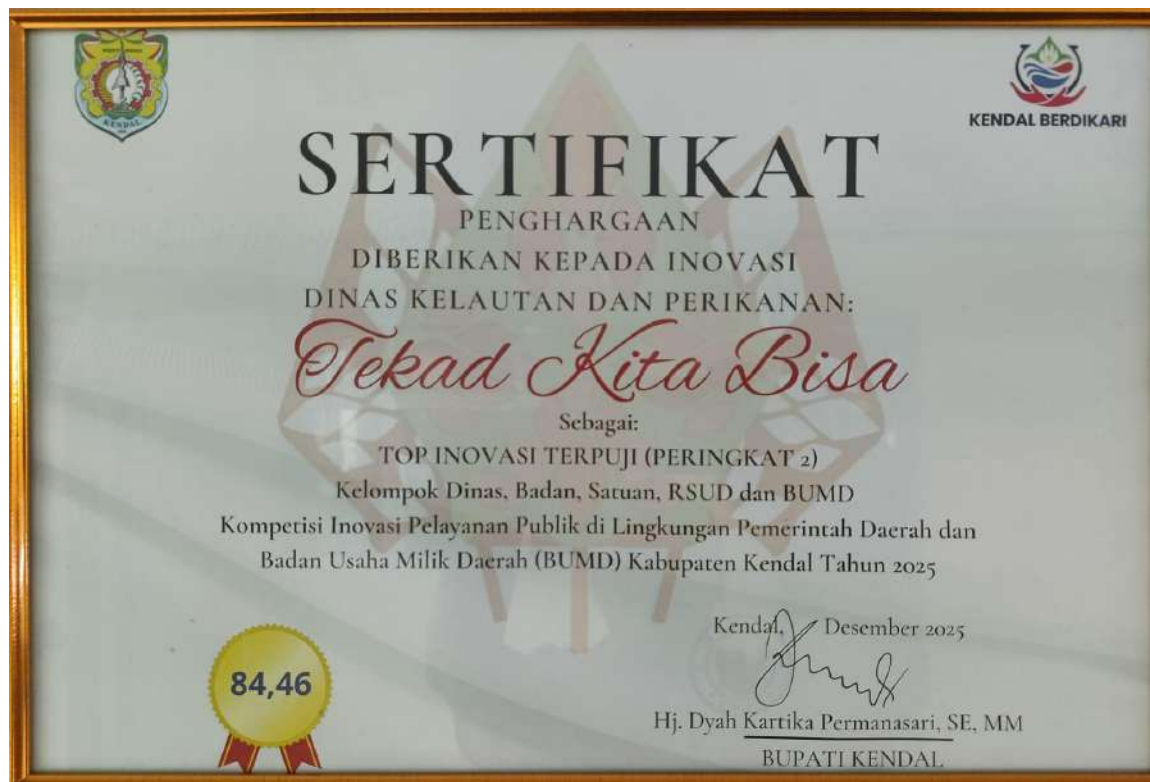 KENDAL
KENDAL BERDIKARI
SERTIFIKAT
PENGHARGAAN
DIBERIKAN KEPADA INOVASI
DINAS KELAUTAN DAN PERIKANAN:
Tekad Kita Bisa
Sebagai:
TOP INOVASI TERPUJI (PERINGKAT 2)
Kelompok Dinas, Badan, Satuan, RSUD dan BUMD
Kompetisi Inovasi Pelayanan Publik di Lingkungan Pemerintah Daerah dan
Badan Usaha Milik Daerah (BUMD) Kabupaten Kendal Tahun 2025
Kendal, Desember 2025
84,46
Hj. Dyah Kartika Permanasari, SE, MM
BUPATI KENDAL